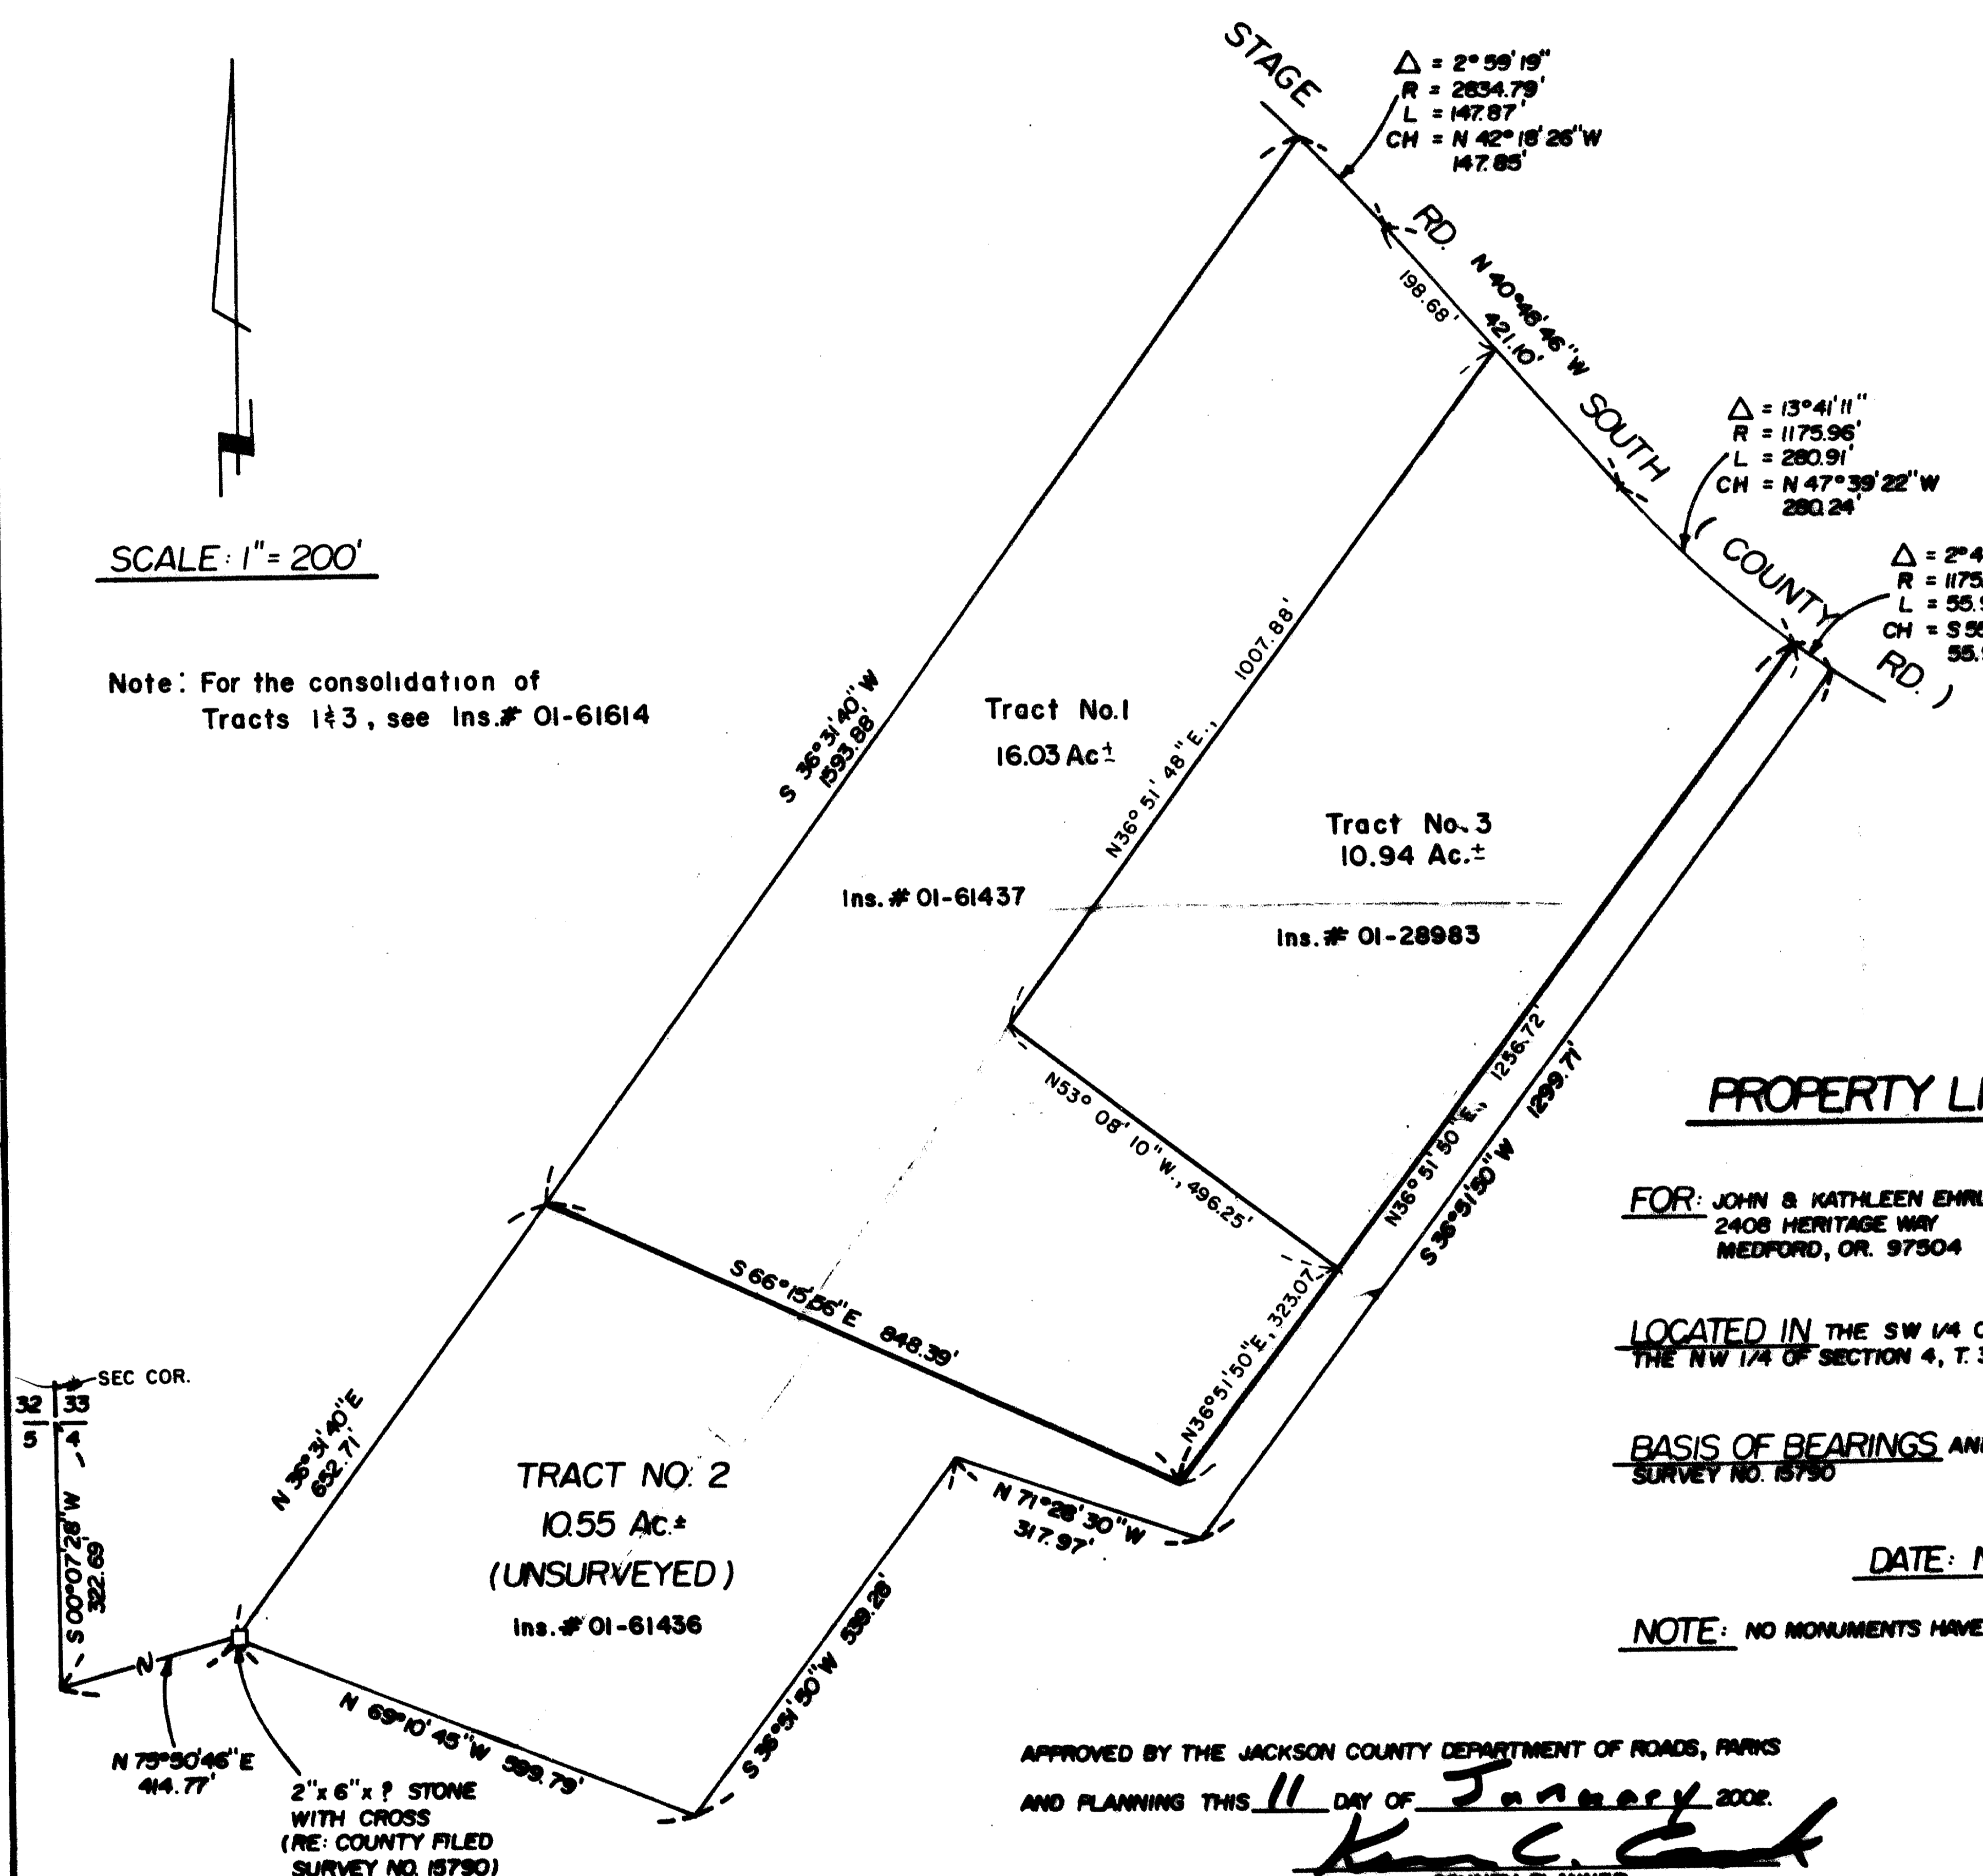 STAGE
△ = 2°59'19"
R = 2834.79'
L = 147.87'
CH = N 42°18'26"W
147.85'
RD.
N 40°48'46"W
421.10'
198.68'
SOUTH
△ = 13°41'11"
R = 1175.96'
L = 280.91'
CH = N 47°39'22"W
280.24'
( COUNTY
RD. )
△ = 2°4
R = 1175.
L = 55.9
CH = S 55
55.9
SCALE: 1" = 200'
Note: For the consolidation of
Tracts 1&3, see Ins.# 01-61614
S 36°31'40"W
1593.88'
Tract No.1
16.03 Ac±
N36°51'48"E., 1007.88'
Tract No. 3
10.94 Ac.±
Ins.# 01-61437
Ins.# 01-28983
N53°08'10"W., 496.25'
N36°51'50"E., 1256.72'
S 36°51'50"W 1299.71'
N36°51'50"E, 323.07'
S 66°15'56"E 848.39'
PROPERTY LI
FOR: JOHN & KATHLEEN EHRL
2408 HERITAGE WAY
MEDFORD, OR. 97504
LOCATED IN THE SW 1/4 O
THE NW 1/4 OF SECTION 4, T. 3
BASIS OF BEARINGS AN
SURVEY NO. 15790
DATE: N
NOTE: NO MONUMENTS HAVE
SEC COR.
32 33
5 4
S 00°07'28"W
322.69'
N 36°31'40"E
652.71'
TRACT NO. 2
10.55 Ac.±
(UNSURVEYED)
Ins.# 01-61436
N 71°28'30"W
317.97'
S 36°51'50"W 539.28'
N 69°10'45"W 599.79'
N
N 75°50'46"E
414.77'
2"x 6"x ? STONE
WITH CROSS
(RE: COUNTY FILED
SURVEY NO. 15790)
APPROVED BY THE JACKSON COUNTY DEPARTMENT OF ROADS, PARKS
AND PLANNING THIS 11 DAY OF January 2002.